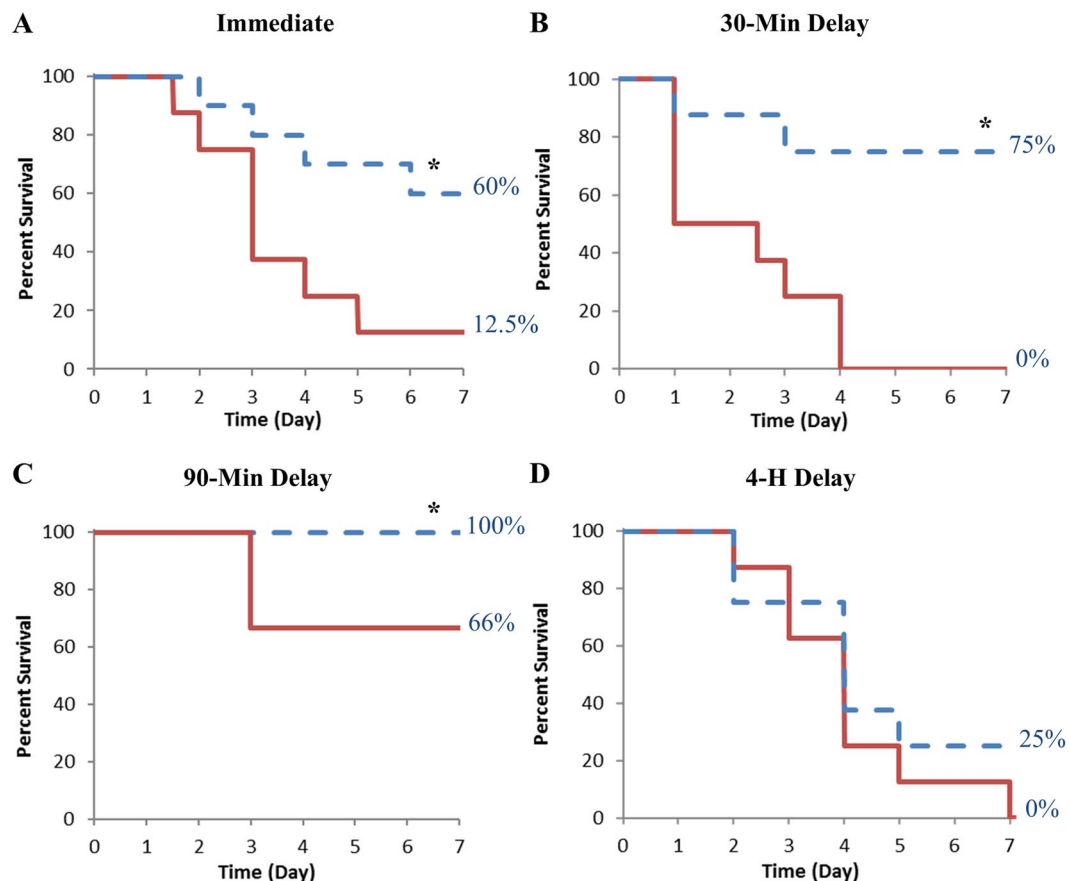 A
Immediate
Percent Survival
100
80
60
40
20
0
*
60%
12.5%
0 1 2 3 4 5 6 7
Time (Day)
B
30-Min Delay
Percent Survival
100
80
60
40
20
0
*
75%
0%
0 1 2 3 4 5 6 7
Time (Day)
C
90-Min Delay
Percent Survival
100
80
60
40
20
0
*
100%
66%
0 1 2 3 4 5 6 7
Time (Day)
D
4-H Delay
Percent Survival
100
80
60
40
20
0
25%
0%
0 1 2 3 4 5 6 7
Time (Day)